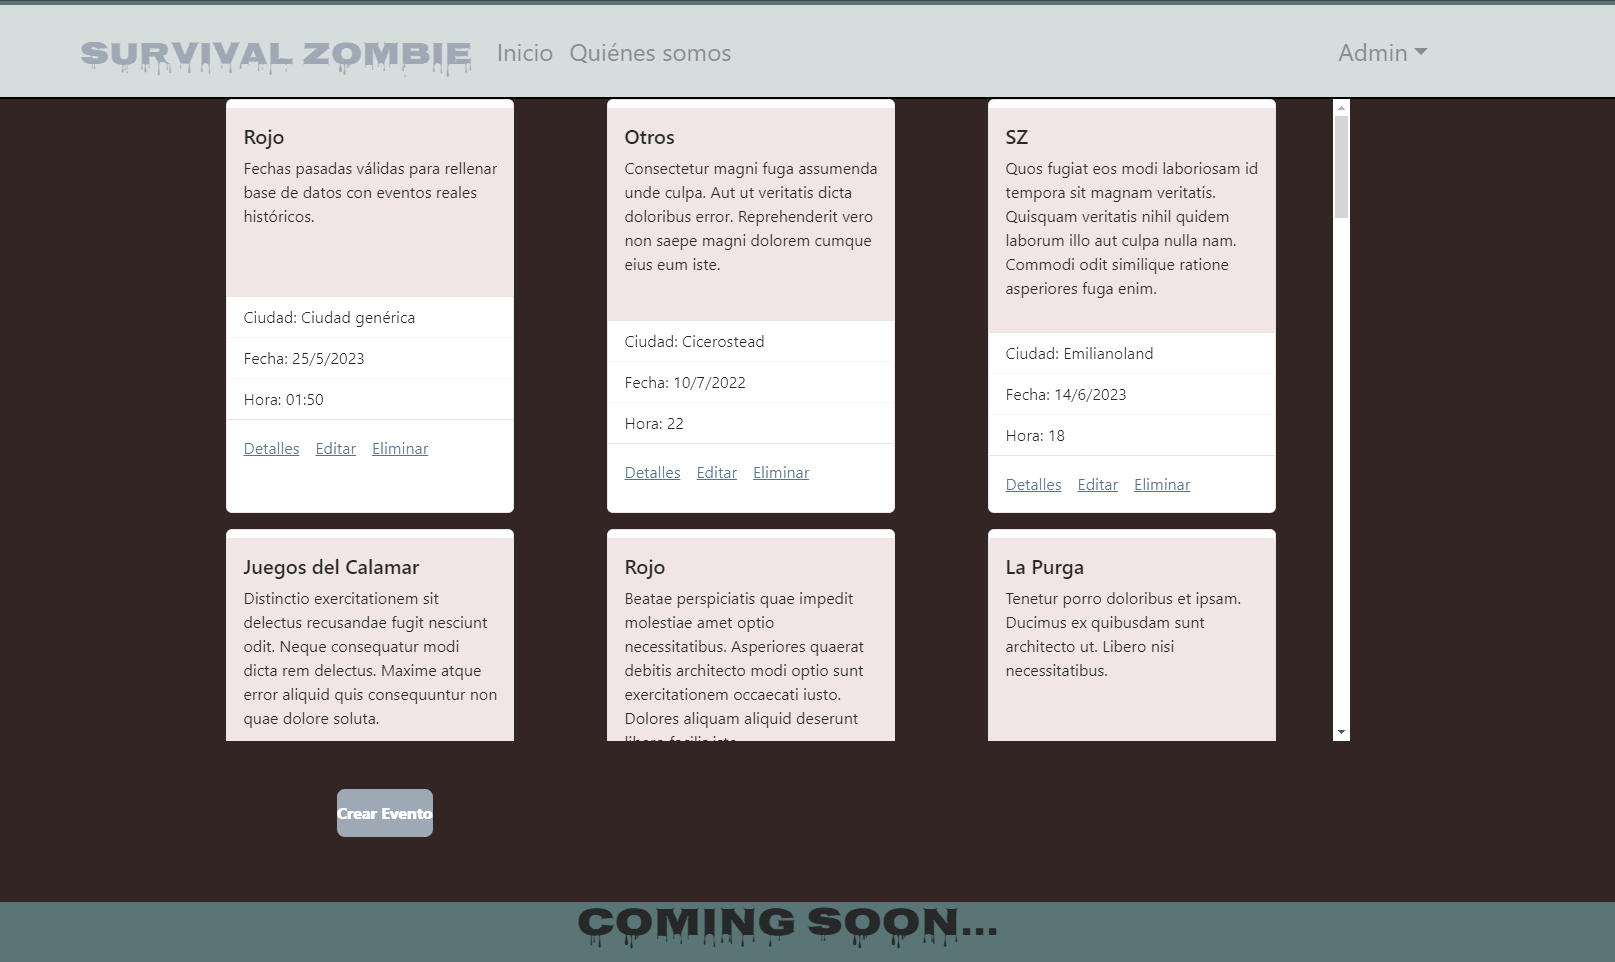 SURVIVAL ZOMBIE
Inicio
Quiénes somos
Admin
Rojo
Fechas pasadas válidas para rellenar
base de datos con eventos reales
históricos.
Ciudad: Ciudad genérica
Fecha: 25/5/2023
Hora: 01:50
Detalles Editar Eliminar
Otros
Consectetur magni fuga assumenda
unde culpa. Aut ut veritatis dicta
doloribus error. Reprehenderit vero
non saepe magni dolorem cumque
eius eum iste.
Ciudad: Cicerostead
Fecha: 10/7/2022
Hora: 22
Detalles Editar Eliminar
SZ
Quos fugiat eos modi laboriosam id
tempora sit magnam veritatis.
Quisquam veritatis nihil quidem
laborum illo aut culpa nulla nam.
Commodi odit similique ratione
asperiores fuga enim.
Ciudad: Emilianoland
Fecha: 14/6/2023
Hora: 18
Detalles Editar Eliminar
Juegos del Calamar
Distinctio exercitationem sit
delectus recusandae fugit nesciunt
odit. Neque consequatur modi
dicta rem delectus. Maxime atque
error aliquid quis consequuntur non
quae dolore soluta.
Rojo
Beatae perspiciatis quae impedit
molestiae amet optio
necessitatibus. Asperiores quaerat
debitis architecto modi optio sunt
exercitationem occaecati iusto.
Dolores aliquam aliquid deserunt
La Purga
Tenetur porro doloribus et ipsam.
Ducimus ex quibusdam sunt
architecto ut. Libero nisi
necessitatibus.
Crear Evento
COMING SOON...